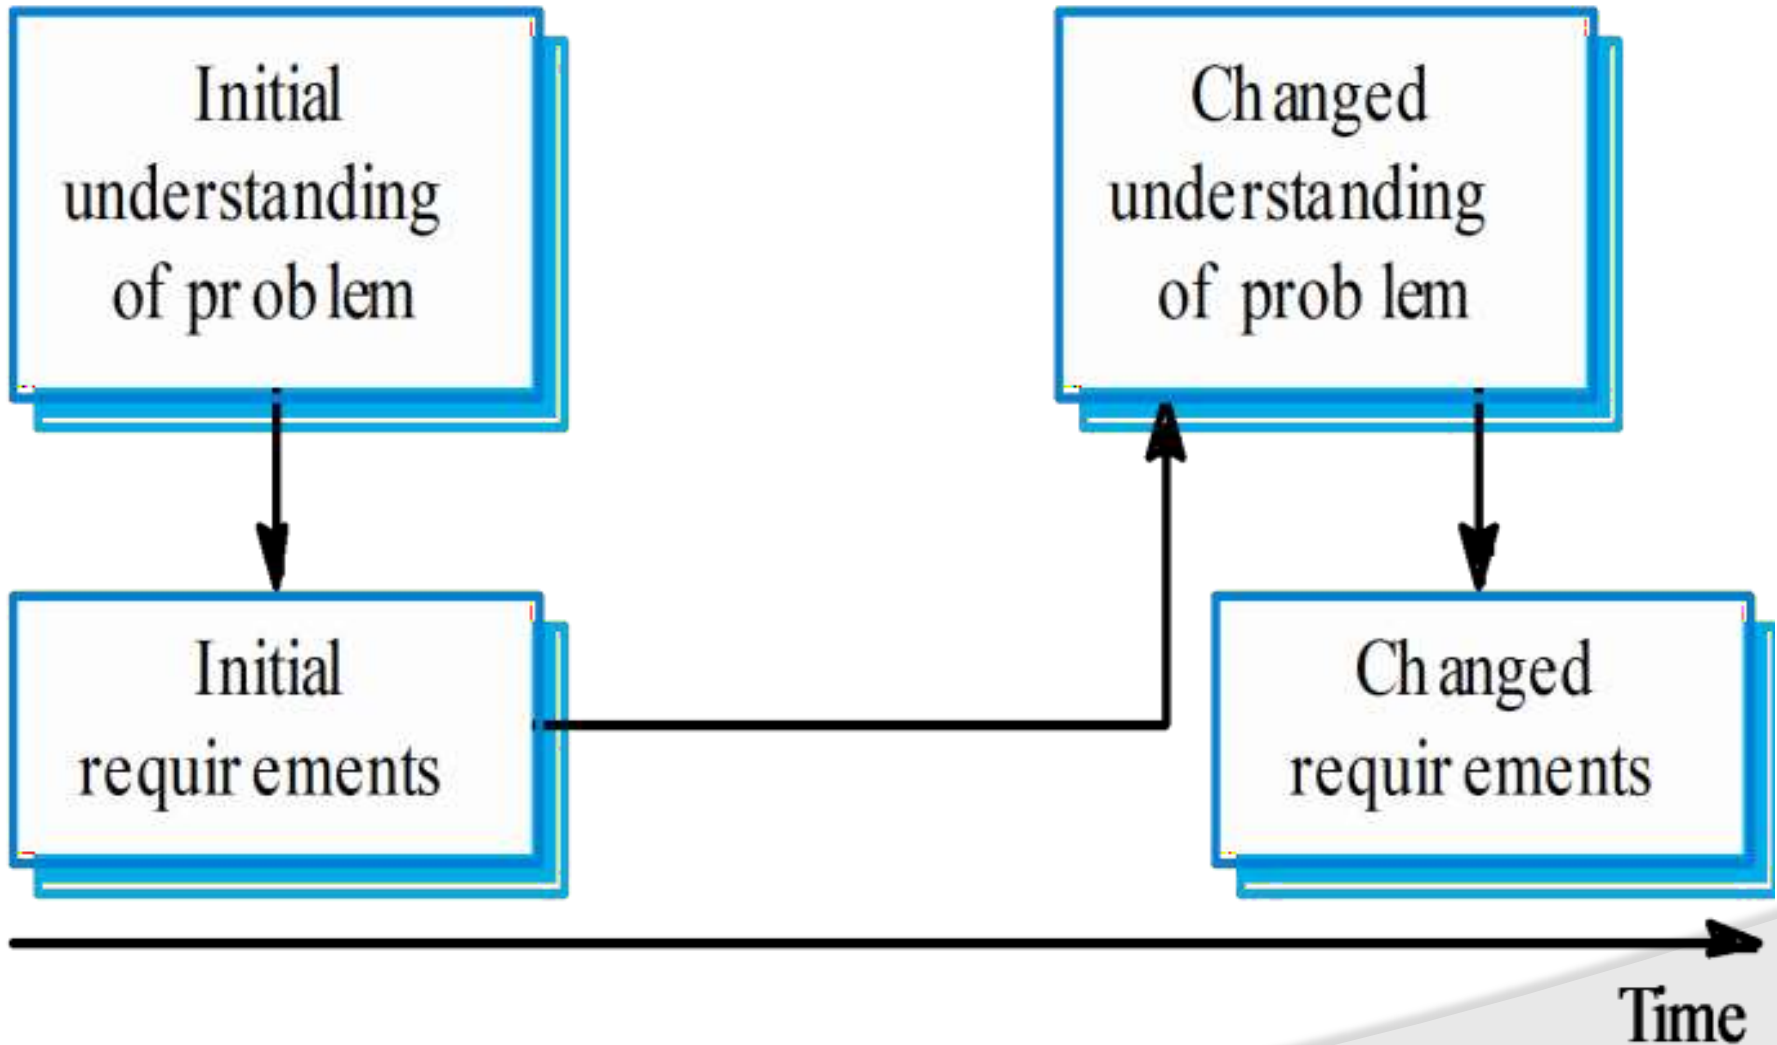 Initial
understanding
of problem
Changed
understanding
of problem
Initial
requirements
Changed
requirements
Time